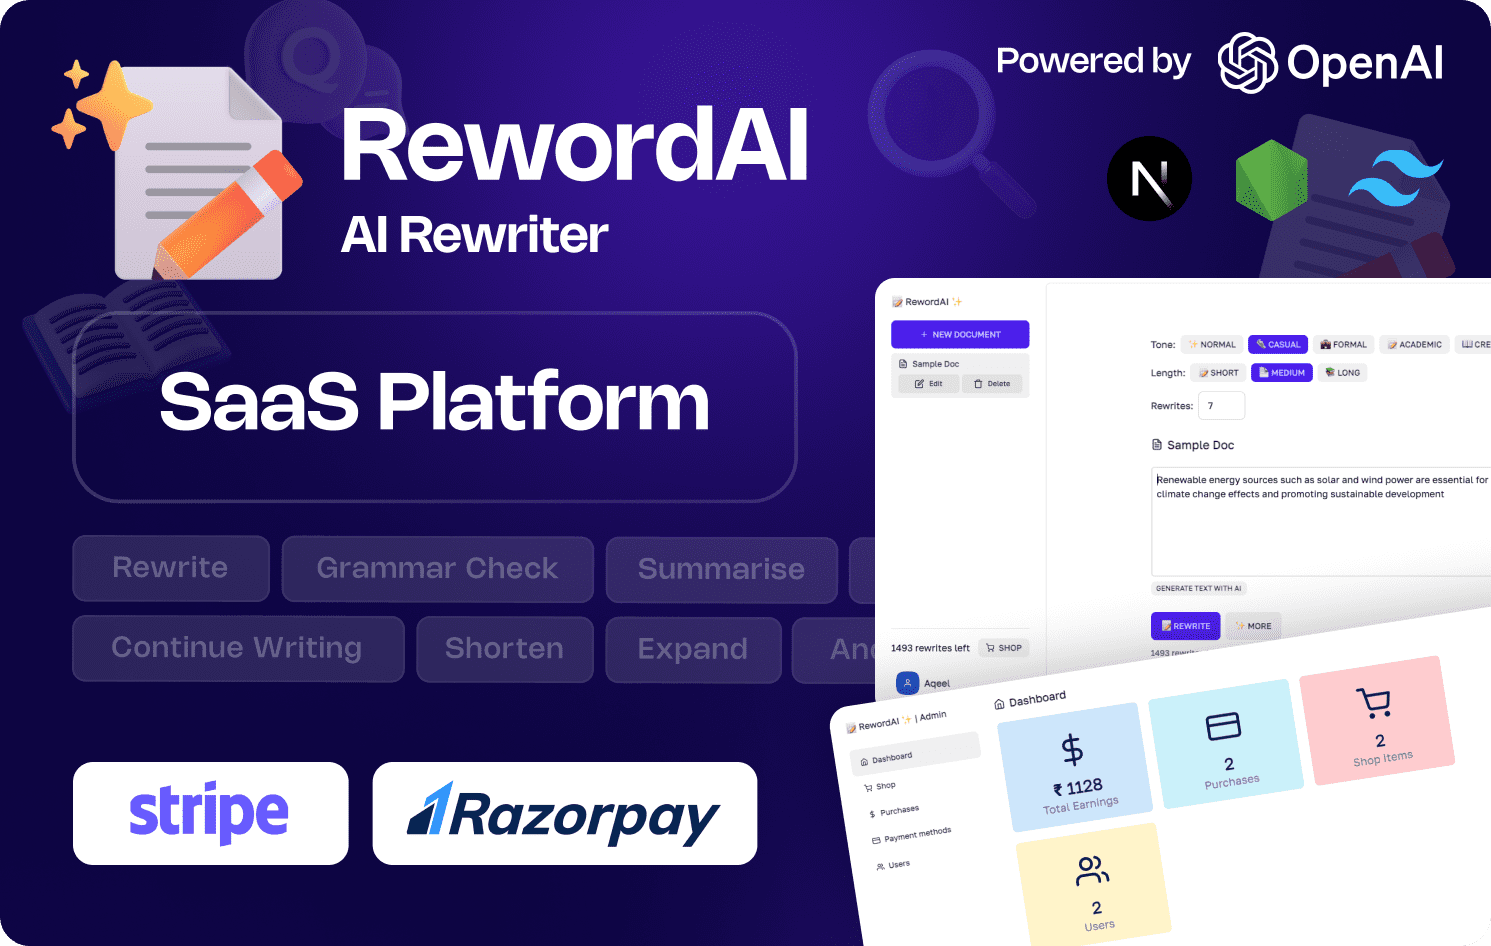 Powered by OpenAI
RewordAI
AI Rewriter
SaaS Platform
Rewrite
Grammar Check
Summarise
Continue Writing
Shorten
Expand
stripe
Razorpay
RewordAI
+ NEW DOCUMENT
Sample Doc
Edit
Delete
1493 rewrites left
SHOP
Aqeel
Tone: NORMAL CASUAL FORMAL ACADEMIC CRE
Length: SHORT MEDIUM LONG
Rewrites: 7
Sample Doc
Renewable energy sources such as solar and wind power are essential for
climate change effects and promoting sustainable development
GENERATE TEXT WITH AI
REWRITE
MORE
1493 rewrites
RewordAI | Admin
Dashboard
Shop
Purchases
Payment methods
Users
Dashboard
₹ 1128
Total Earnings
2
Purchases
2
Shop Items
2
Users